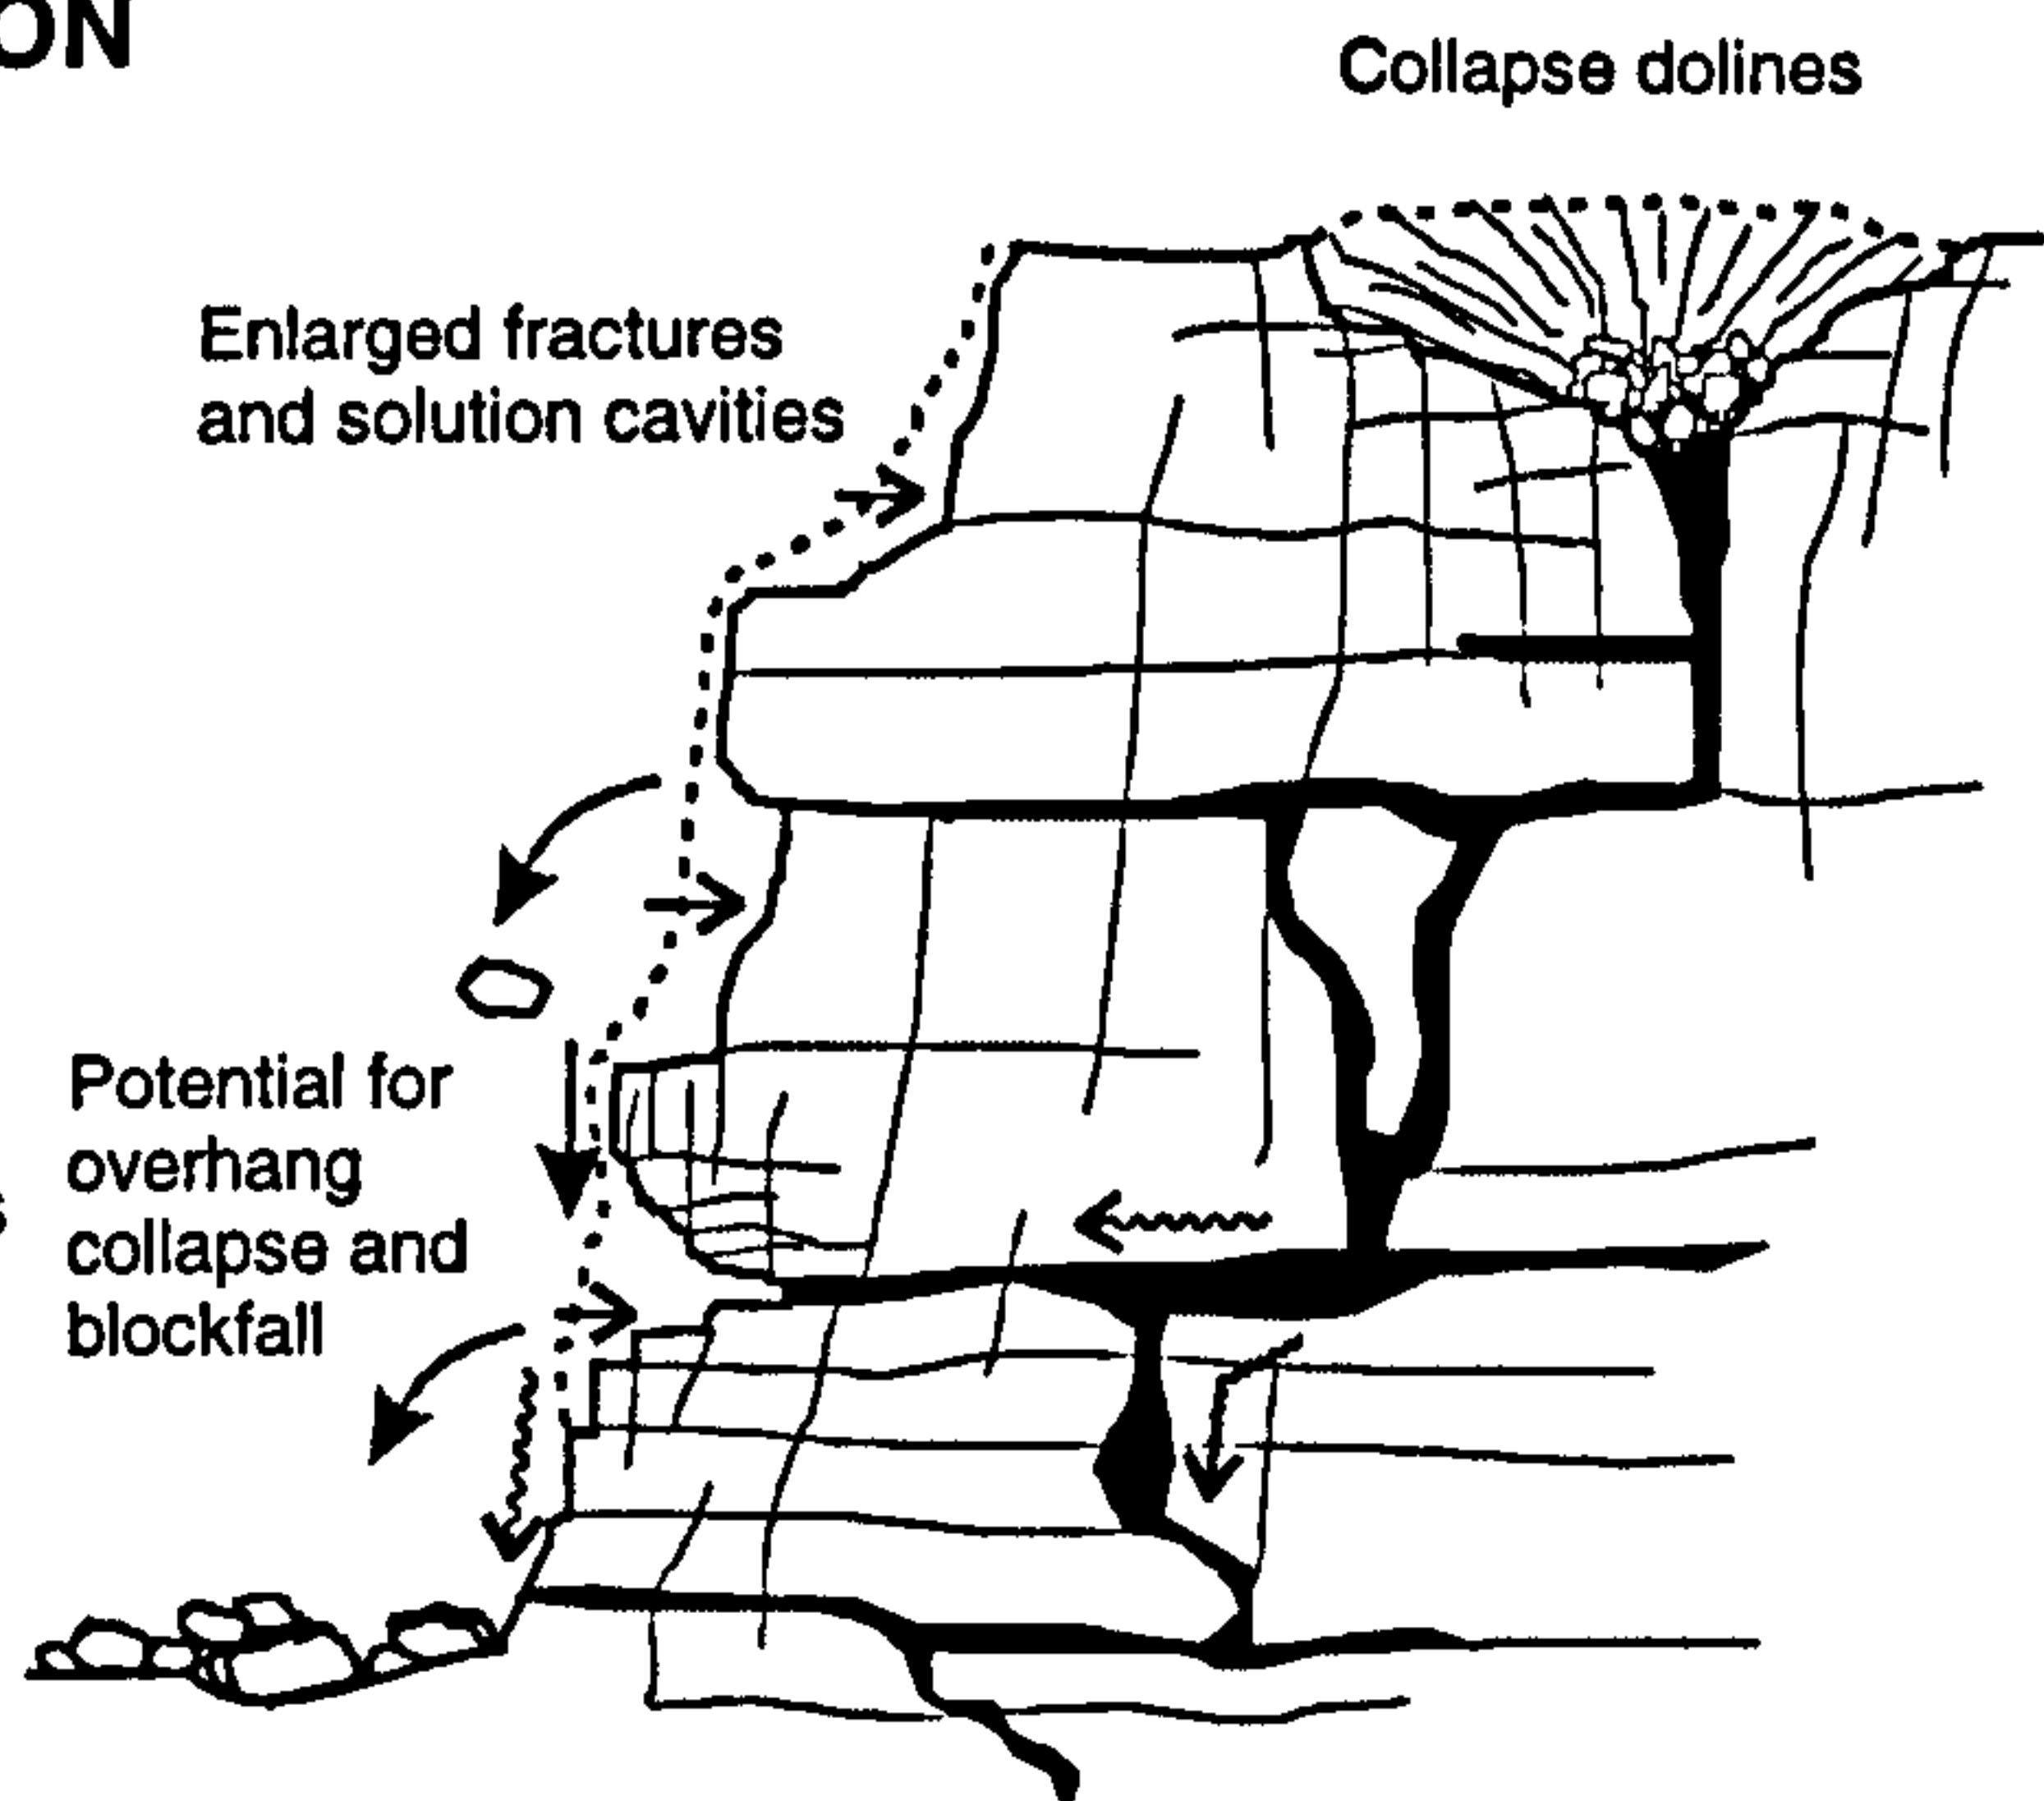 ON
Collapse dolines
Enlarged fractures
and solution cavities
Potential for
overhang
collapse and
blockfall